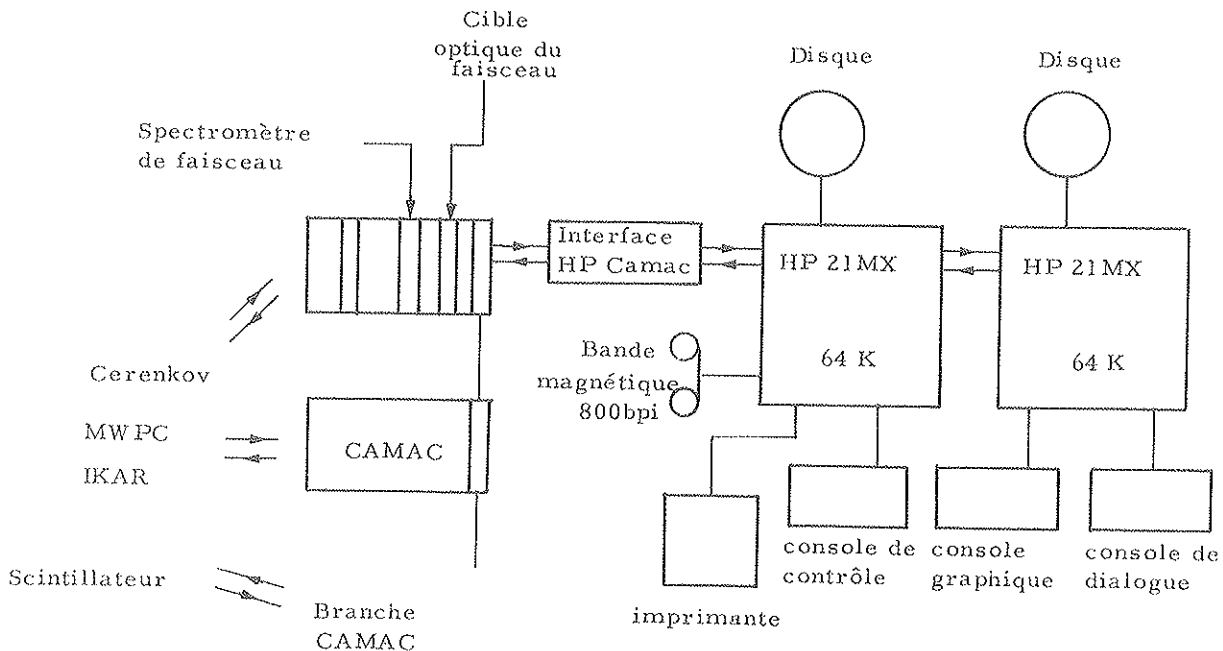 Cible
optique du
faisceau
Disque
Disque
Spectromètre
de faisceau
Interface
HP Camac
HP 21MX
64 K
HP 21MX
64 K
Bande
magnétique
800bpi
Cerenkov
MWPC
IKAR
CAMAC
Scintillateur
Branche
CAMAC
imprimante
console de
contrôle
console
graphique
console de
dialogue